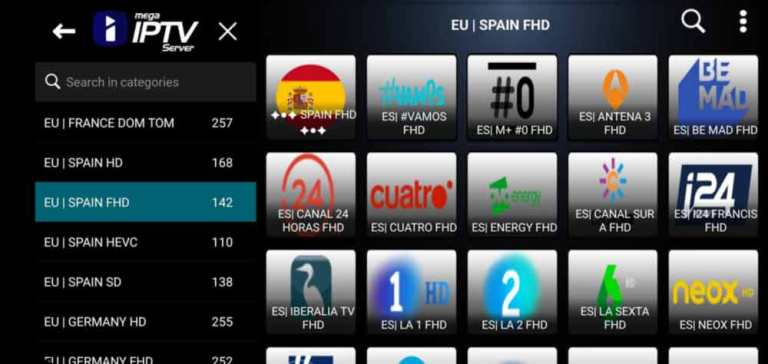 mega
IPTV
Server
EU | SPAIN FHD
Search in categories
EU | FRANCE DOM TOM 257
EU | SPAIN HD 168
EU | SPAIN FHD 142
EU | SPAIN HEVC 110
EU | SPAIN SD 138
EU | GERMANY HD 255
EU | GERMANY FHD 252
SPAIN FHD
#VAMOS
ES| #VAMOS
FHD
#0
ES| M+ #0 FHD
ES| ANTENA 3
FHD
BE
MAD
ES| BE MAD FHD
24
ES| CANAL 24
HORAS FHD
cuatro
ES| CUATRO FHD
energy
ES| ENERGY FHD
ES| CANAL SUR
A FHD
i24
ES| I24 FRANCIS
FHD
ES| IBERALIA TV
FHD
1 HD
ES| LA 1 FHD
2
ES| LA 2 FHD
ES| LA SEXTA
FHD
neox HD
ES| NEOX FHD